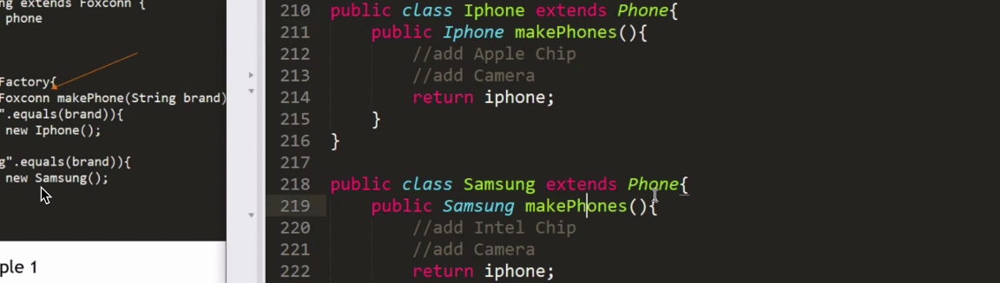 ng extends Foxconn {
phone
Factory{
Foxconn makePhone(String brand)
".equals(brand)){
new Iphone();
g".equals(brand)){
new Samsung();
ple 1
210 public class Iphone extends Phone{
211 public Iphone makePhones(){
212 //add Apple Chip
213 //add Camera
214 return iphone;
215 }
216 }
217
218 public class Samsung extends Phone{
219 public Samsung makePhones(){
220 //add Intel Chip
221 //add Camera
222 return iphone;